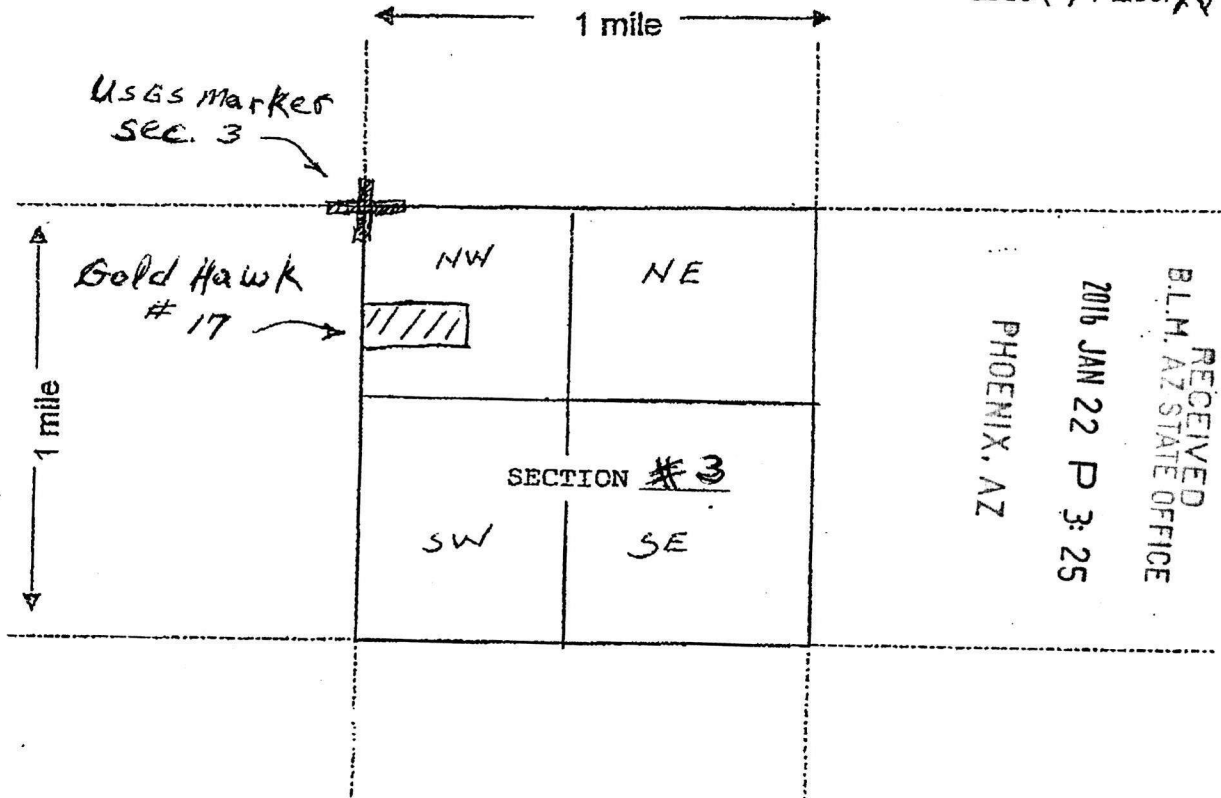 1 mile
USGS Marker
SEC. 3
Gold Hawk
# 17
NW
NE
1 mile
SECTION # 3
SW
SE
RECEIVED
B.L.M. AZ STATE OFFICE
2016 JAN 22 P 3:25
PHOENIX, AZ